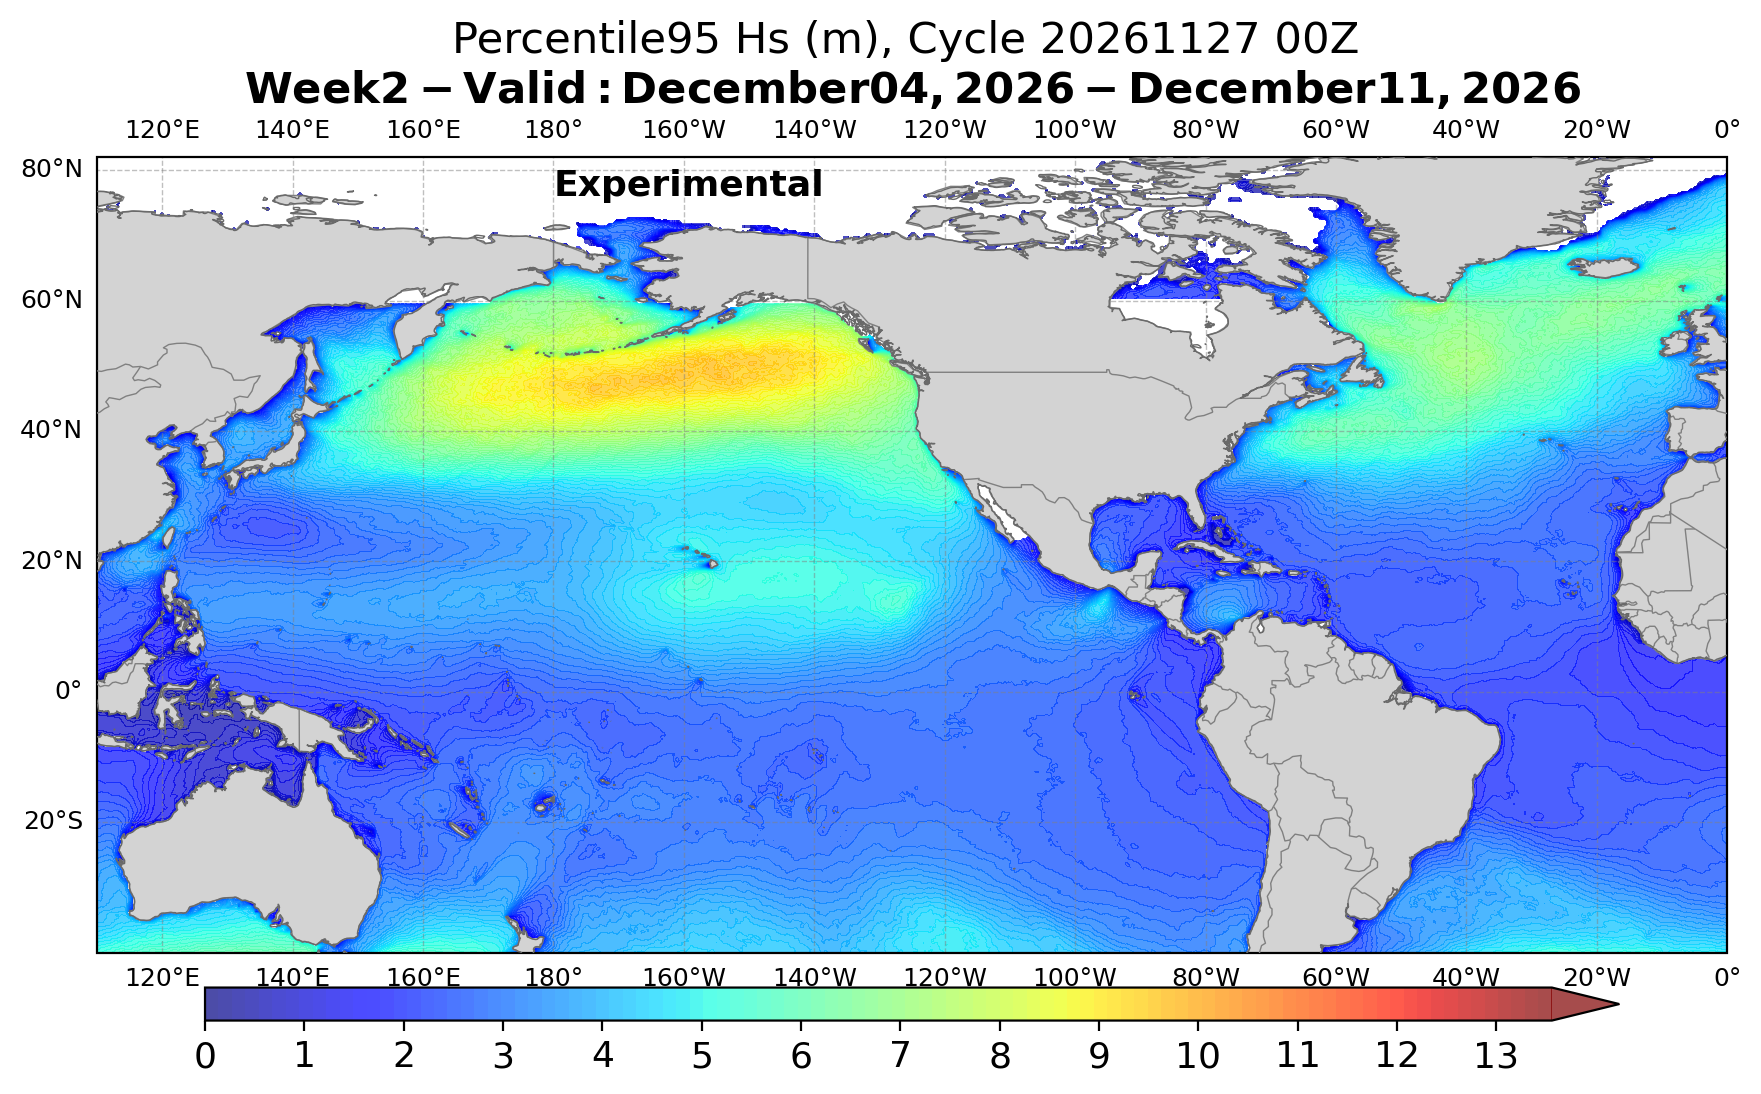 Percentile95 Hs (m), Cycle 20261127 00Z
Week2 − Valid : December04, 2026 − December11, 2026
120°E 140°E 160°E 180° 160°W 140°W 120°W 100°W 80°W 60°W 40°W 20°W 0°
80°N
Experimental
60°N
40°N
20°N
0°
20°S
120°E 140°E 160°E 180° 160°W 140°W 120°W 100°W 80°W 60°W 40°W 20°W 0°
0 1 2 3 4 5 6 7 8 9 10 11 12 13